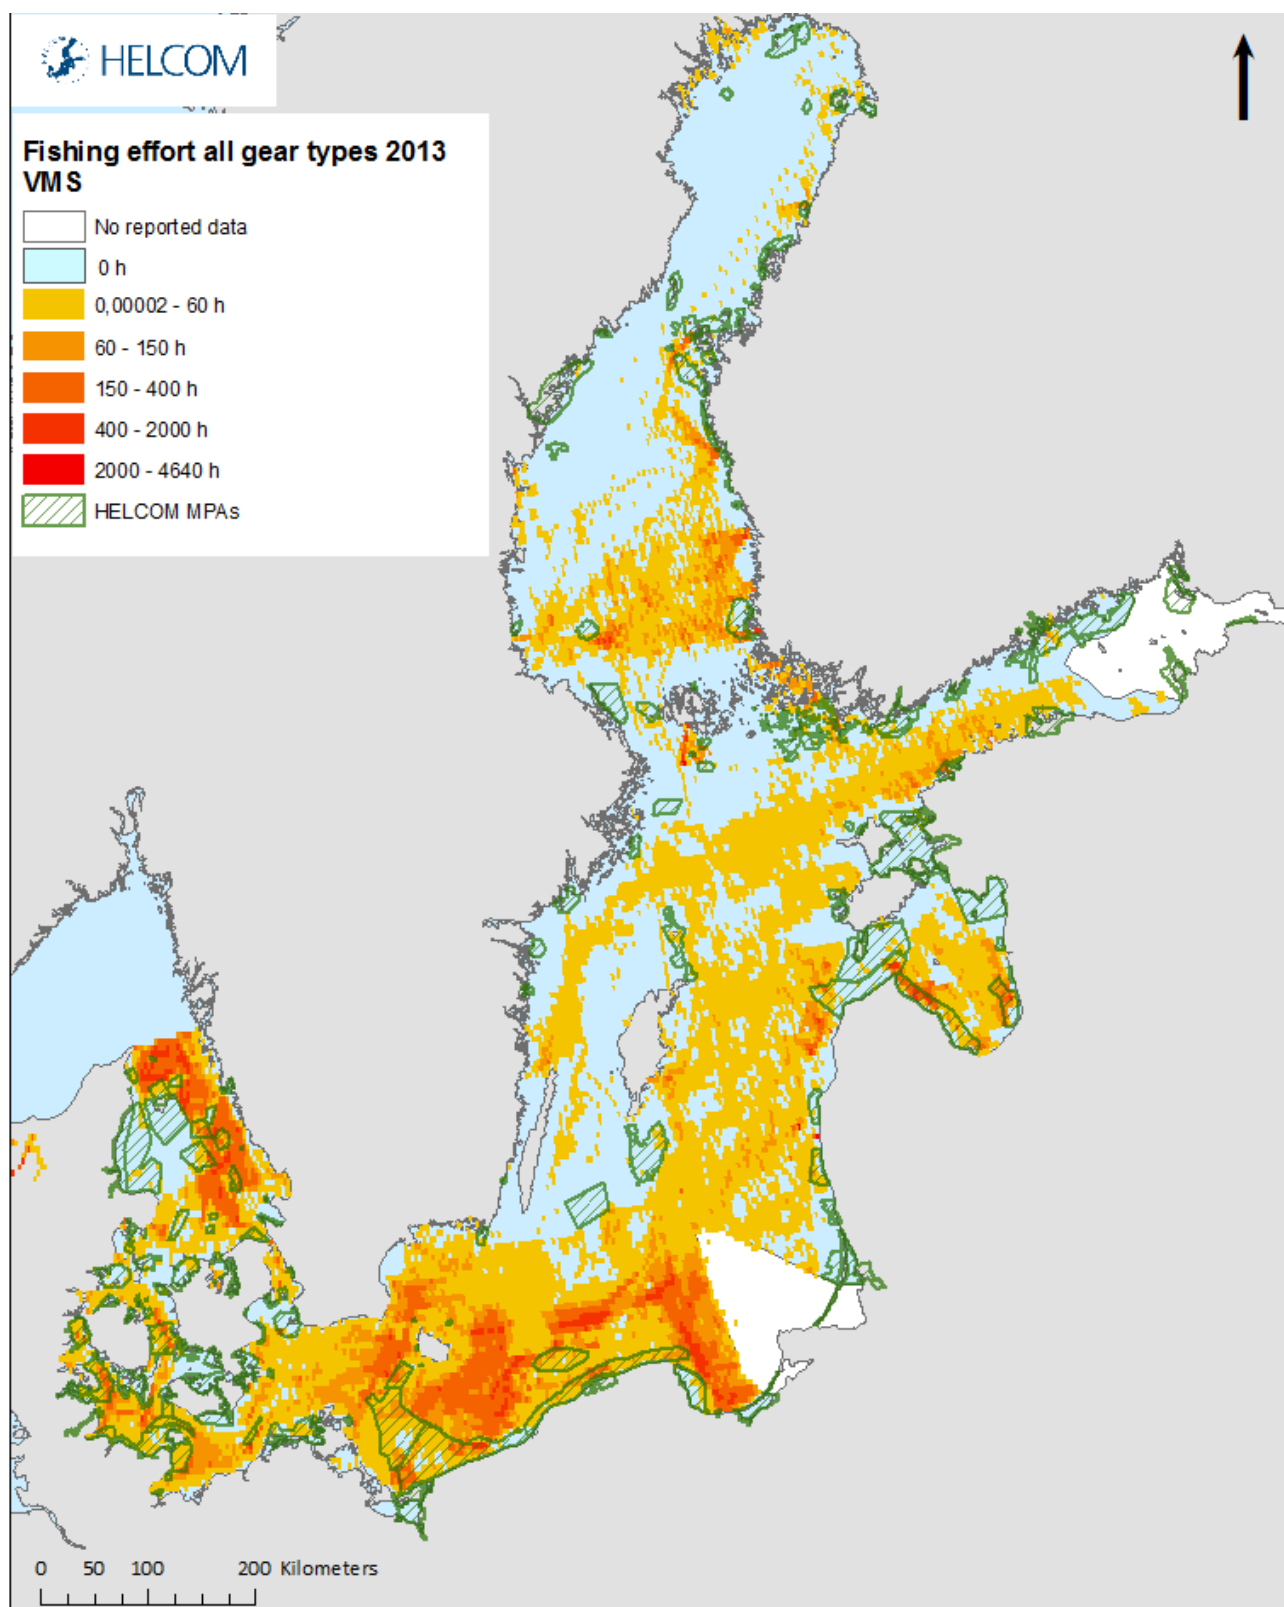 HELCOM
Fishing effort all gear types 2013
VMS
No reported data
0 h
0,00002 - 60 h
60 - 150 h
150 - 400 h
400 - 2000 h
2000 - 4640 h
HELCOM MPAs
0 50 100 200 Kilometers